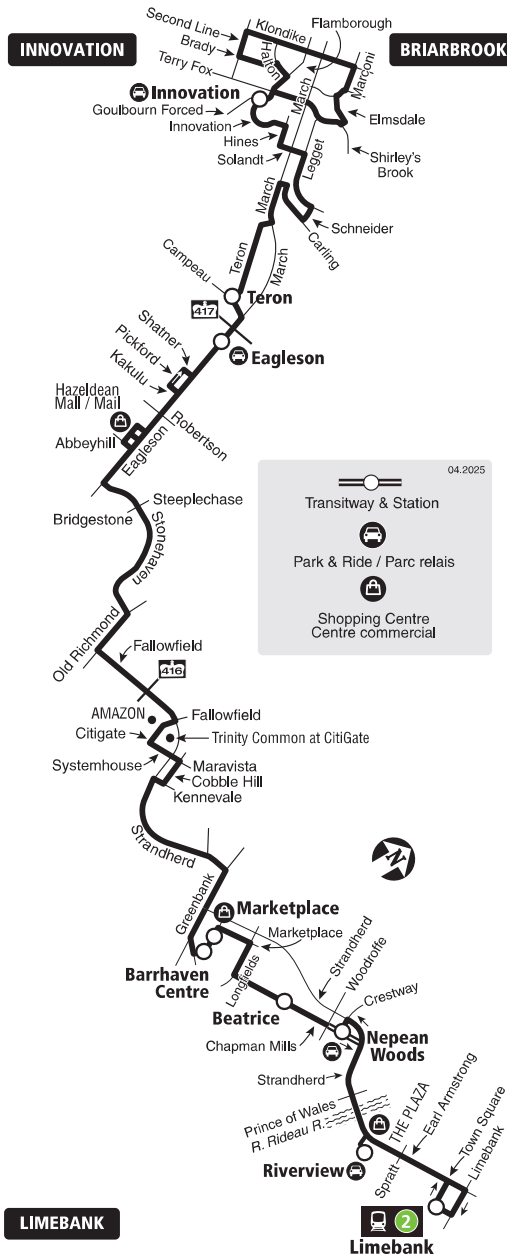 INNOVATION
BRIARBROOK
Second Line
Klondike
Flamborough
Brady
Halton
Terry Fox
March
Marconi
Innovation
Goulbourn Forced
Innovation
Elmsdale
Hines
Solandt
Legget
Shirley's
Brook
March
Schneider
Carling
Teron
March
Campeau
Teron
417
Shatner
Pickford
Kakulu
Eagleson
Hazeldean
Mall / Mail
Robertson
Abbeyhill
Eagleson
04.2025
Transitway & Station
Park & Ride / Parc relais
Shopping Centre
Centre commercial
Steeplechase
Bridgestone
Stonehaven
Old Richmond
Fallowfield
416
AMAZON
Fallowfield
Citigate
Trinity Common at CitiGate
Systemhouse
Maravista
Cobble Hill
Kennevale
Strandherd
N
Greenbank
Marketplace
Marketplace
Barrhaven
Centre
Longfields
Strandherd
Woodroffe
Crestway
Beatrice
Chapman Mills
Nepean
Woods
Strandherd
Prince of Wales
R. Rideau R.
THE PLAZA
Earl Armstrong
Town Square
Limebank
Riverview
Spratt
2
Limebank
LIMEBANK